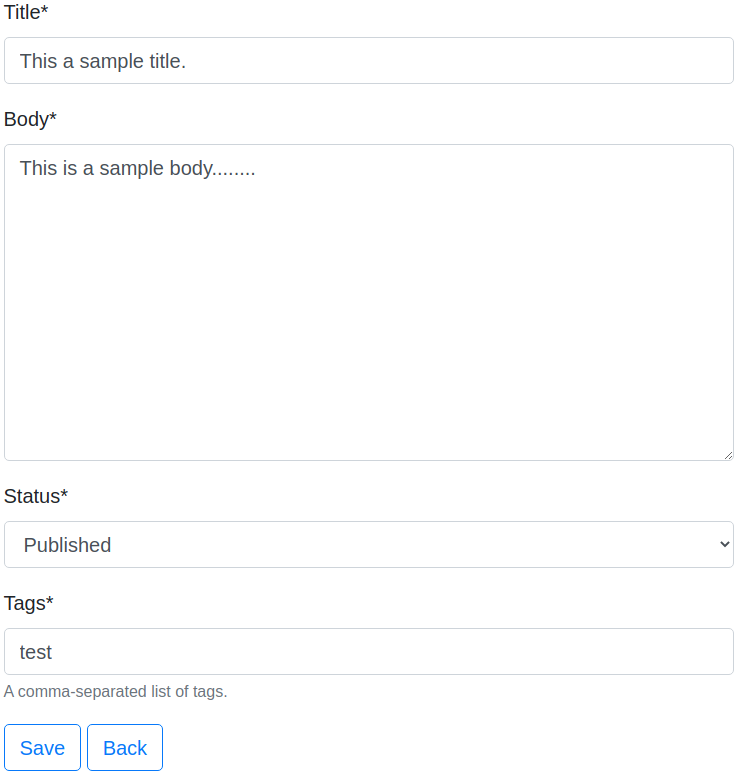 Title*
This a sample title.
Body*
This is a sample body........
Status*
Published
Tags*
test
A comma-separated list of tags.
Save Back